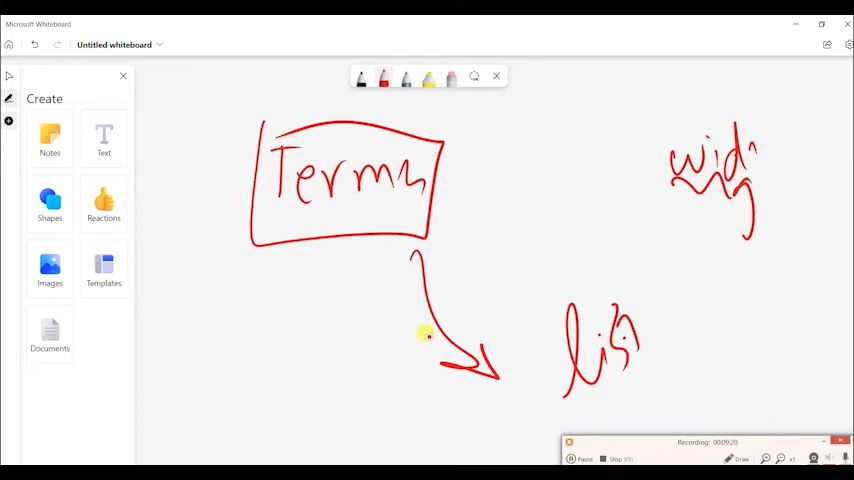 Microsoft Whiteboard
Untitled whiteboard
Create
Notes
Text
Shapes
Reactions
Images
Templates
Documents
Terms
Recording: 00:09:20
Pause
Stop (F8)
Draw
x1